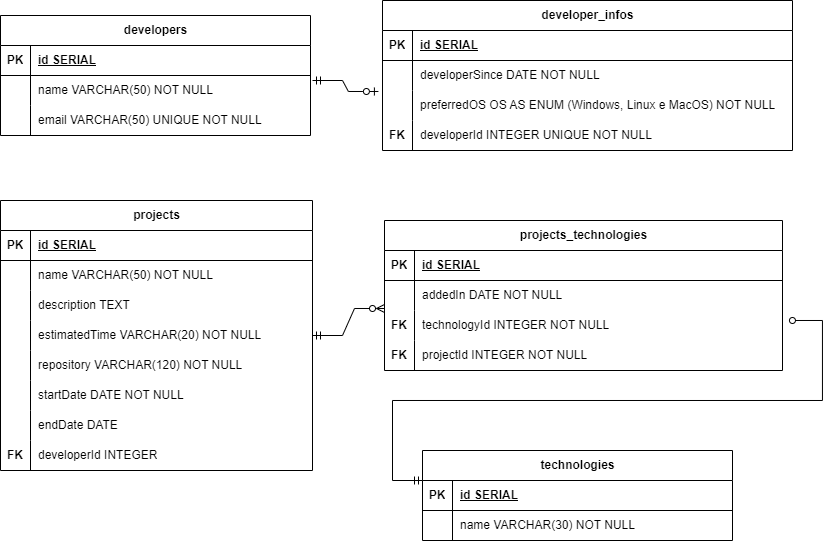 developers
PK id SERIAL
name VARCHAR(50) NOT NULL
email VARCHAR(50) UNIQUE NOT NULL
developer_infos
PK id SERIAL
developerSince DATE NOT NULL
preferredOS OS AS ENUM (Windows, Linux e MacOS) NOT NULL
FK developerId INTEGER UNIQUE NOT NULL
projects
PK id SERIAL
name VARCHAR(50) NOT NULL
description TEXT
estimatedTime VARCHAR(20) NOT NULL
repository VARCHAR(120) NOT NULL
startDate DATE NOT NULL
endDate DATE
FK developerId INTEGER
projects_technologies
PK id SERIAL
addedIn DATE NOT NULL
FK technologyId INTEGER NOT NULL
FK projectId INTEGER NOT NULL
technologies
PK id SERIAL
name VARCHAR(30) NOT NULL